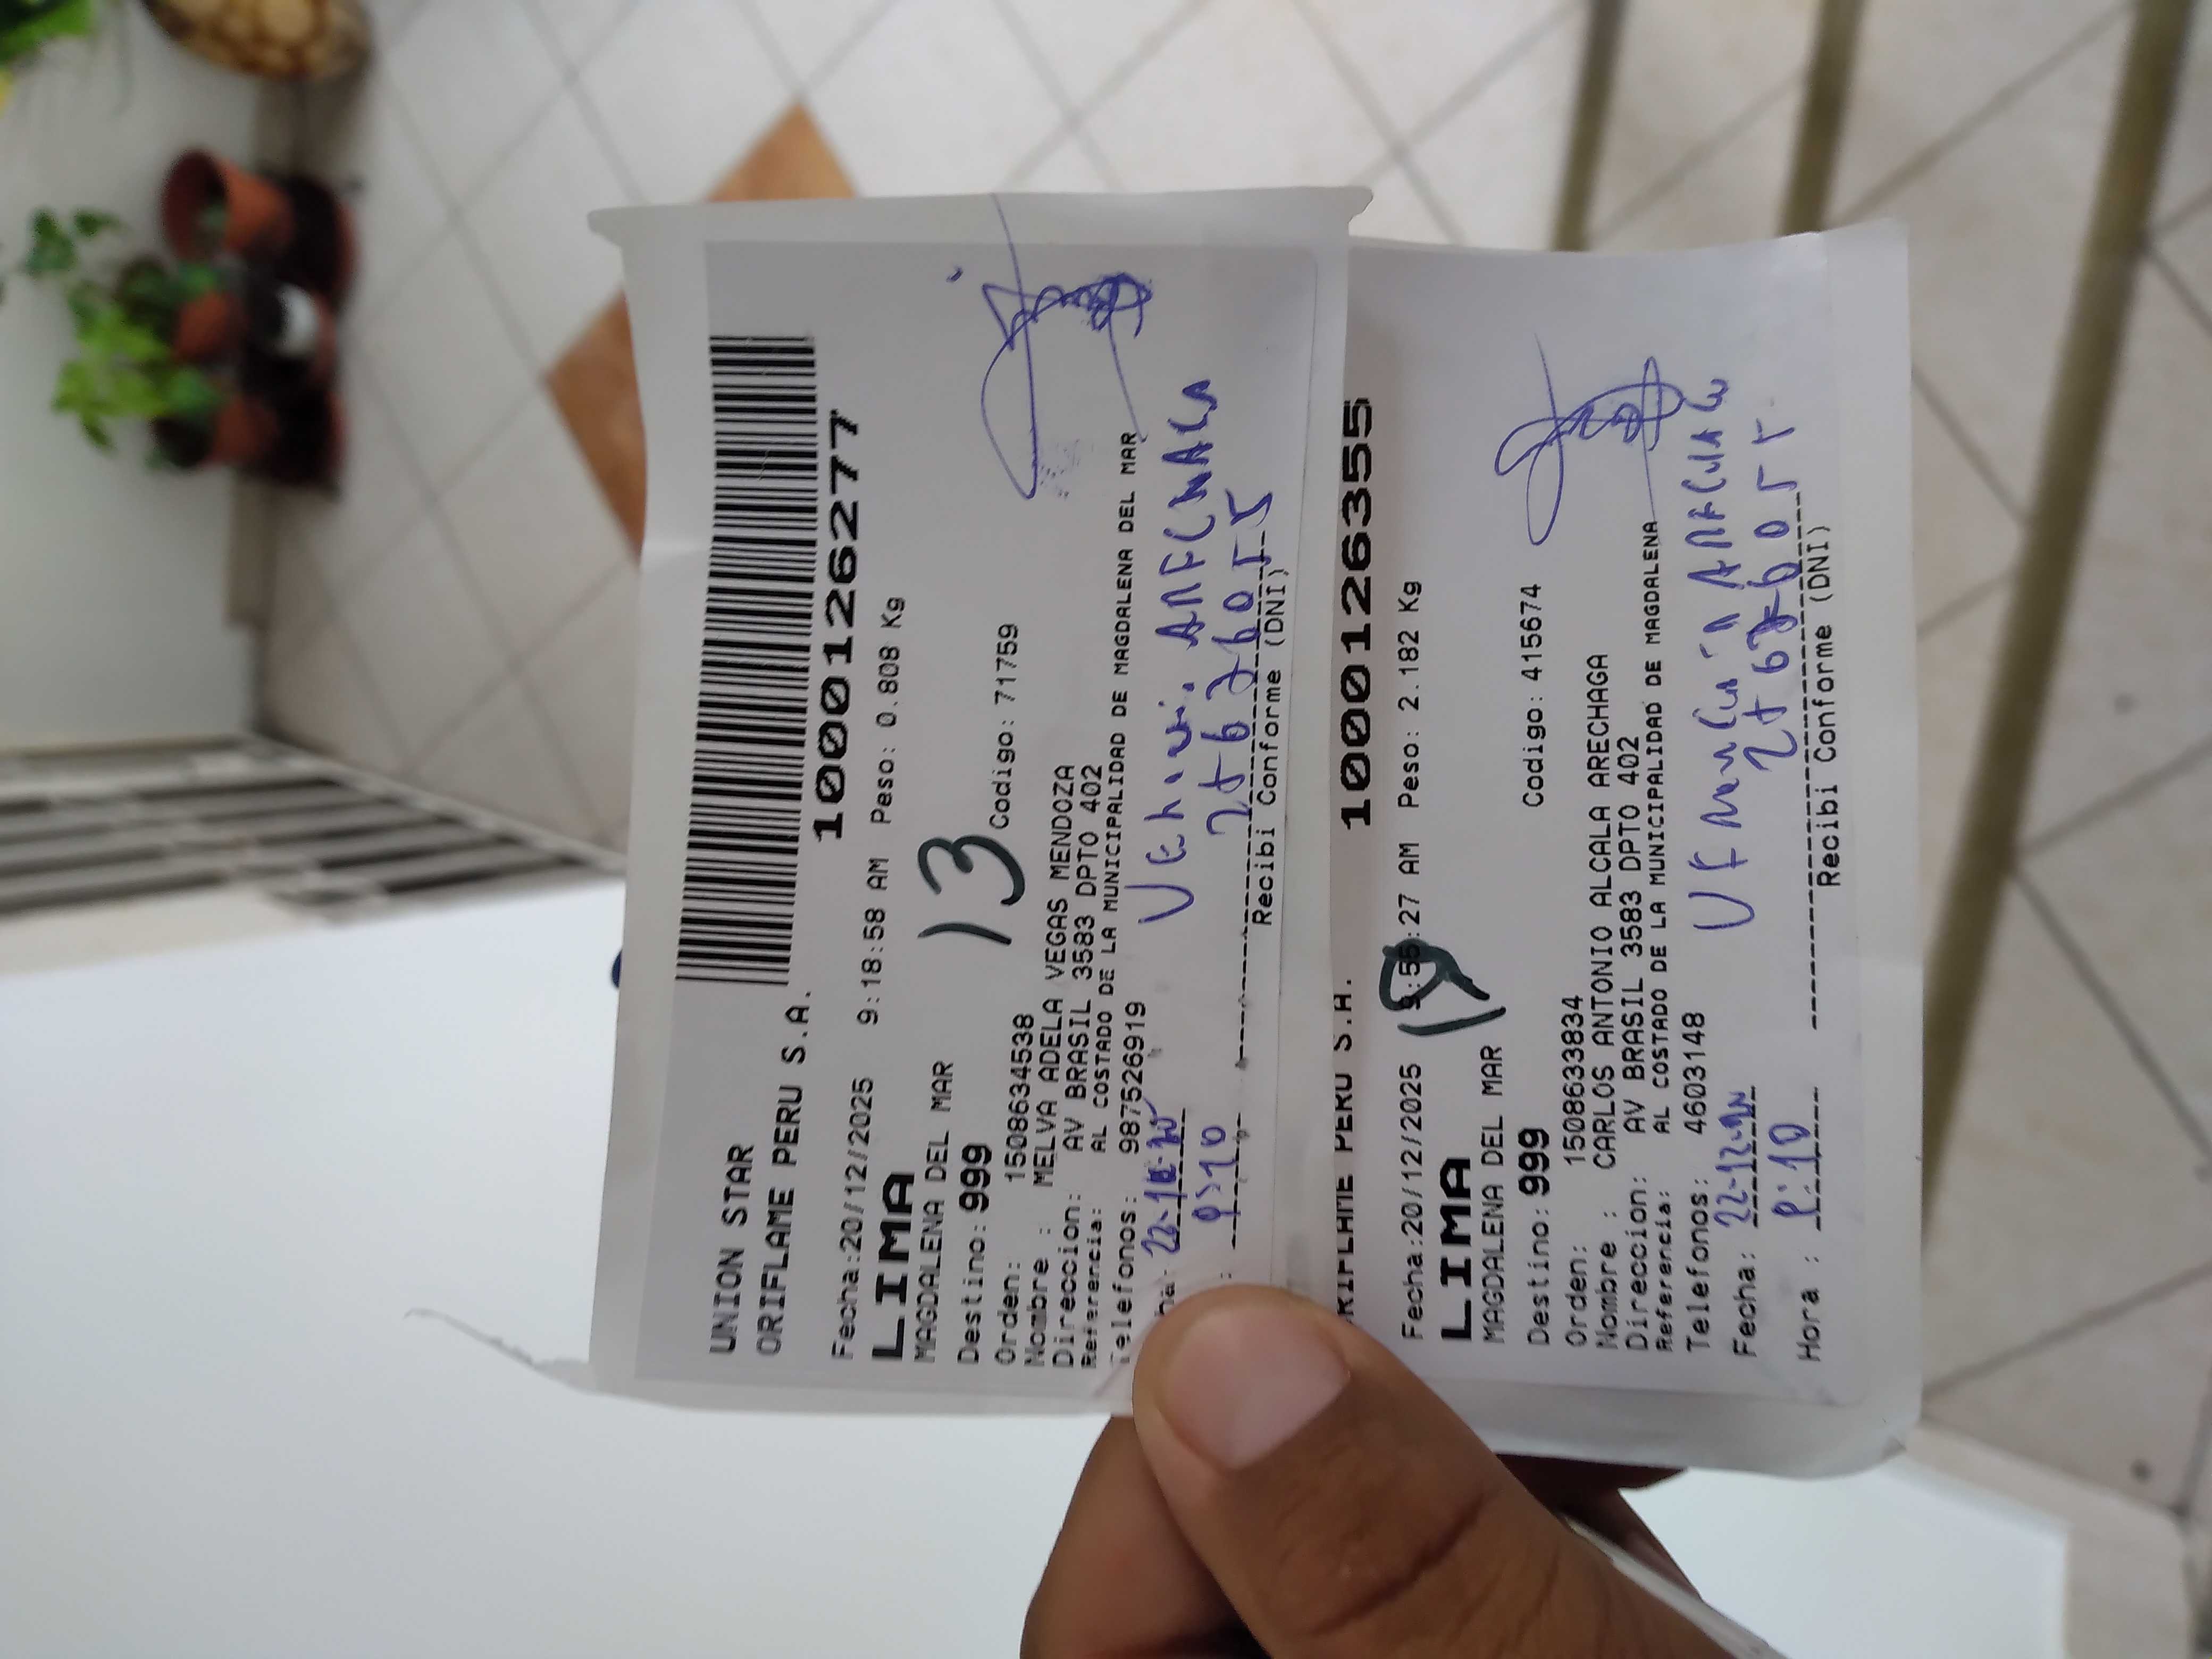 UNION STAR
ORIFLAME PERU S.A.
1000126277
Fecha:20/12/2025 9:18:58 AM Peso: 0.808 Kg
LIMA
MAGDALENA DEL MAR
13
Destino: 999
Codigo: 71759
Orden: 1508634538
Nombre : MELVA ADELA VEGAS MENDOZA
Direccion: AV BRASIL 3583 DPTO 402
Referencia: AL COSTADO DE LA MUNICIPALIDAD DE MAGDALENA DEL MAR
Telefonos: 987526919
Recibi Conforme (DNI)
ORIFLAME PERU S.A.
1000126355
Fecha:20/12/2025 9:55:27 AM Peso: 2.182 Kg
LIMA
MAGDALENA DEL MAR
Destino: 999
Codigo: 415674
Orden: 1508633834
Nombre : CARLOS ANTONIO ALCALA ARECHAGA
Direccion: AV BRASIL 3583 DPTO 402
Referencia: AL COSTADO DE LA MUNICIPALIDAD DE MAGDALENA
Telefonos: 4603148
Fecha:
Hora :
Recibi Conforme (DNI)